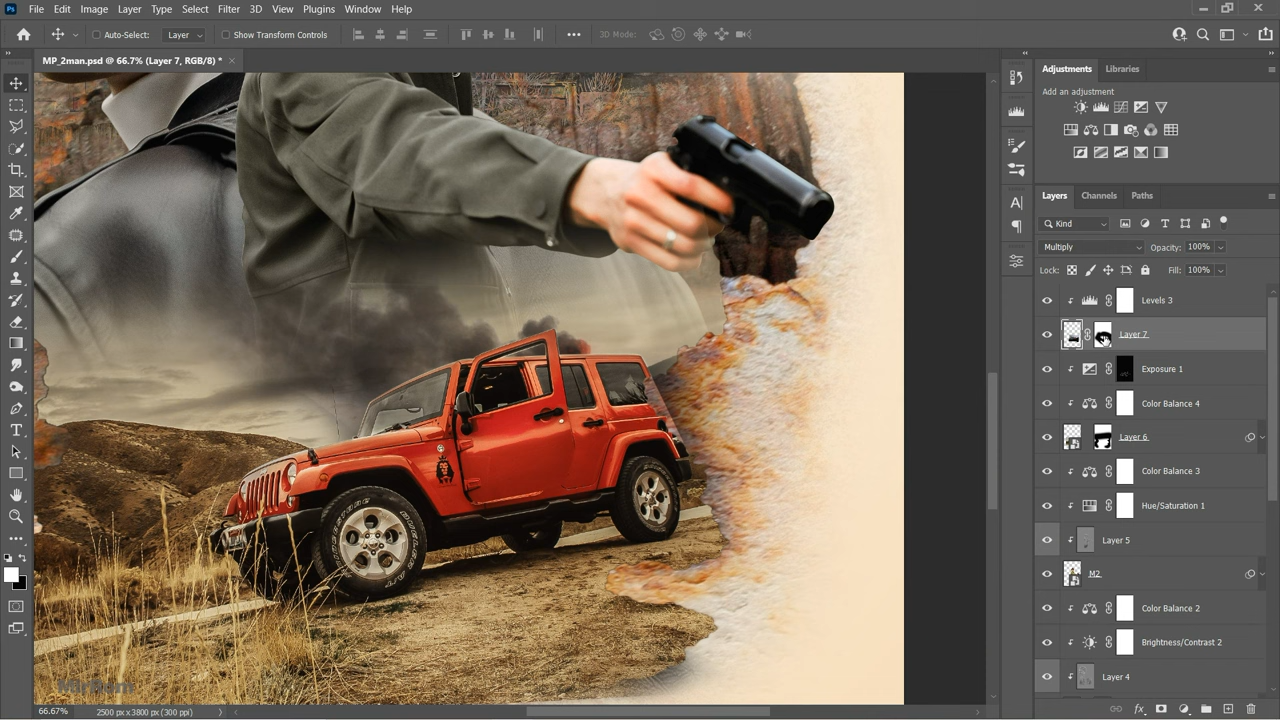 Ps File Edit Image Layer Type Select Filter 3D View Plugins Window Help
Auto-Select: Layer Show Transform Controls 3D Mode:
MP_2man.psd @ 66.7% (Layer 7, RGB/8) *
Adjustments Libraries
Add an adjustment
Layers Channels Paths
Kind
Multiply Opacity: 100%
Lock: Fill: 100%
Levels 3
Layer 7
Exposure 1
Color Balance 4
Layer 6
Color Balance 3
Hue/Saturation 1
Layer 5
M2
Color Balance 2
Brightness/Contrast 2
Layer 4
66.67% 2500 px x 3800 px (300 ppi)